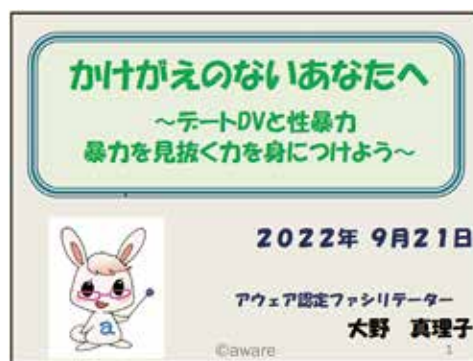 かけがえのないあなたへ
～デートDVと性暴力
暴力を見抜く力を身につけよう～
2022年 9月21日
a
アウェア認定ファシリテーター
大野 真理子
©aware
1